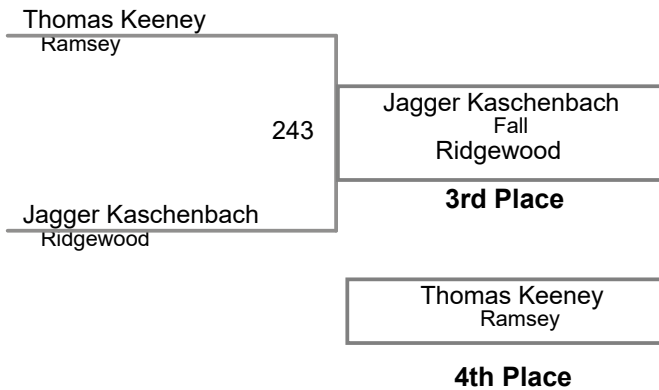 Thomas Keeney
Ramsey
243
Jagger Kaschenbach
Fall
Ridgewood
3rd Place
Jagger Kaschenbach
Ridgewood
Thomas Keeney
Ramsey
4th Place